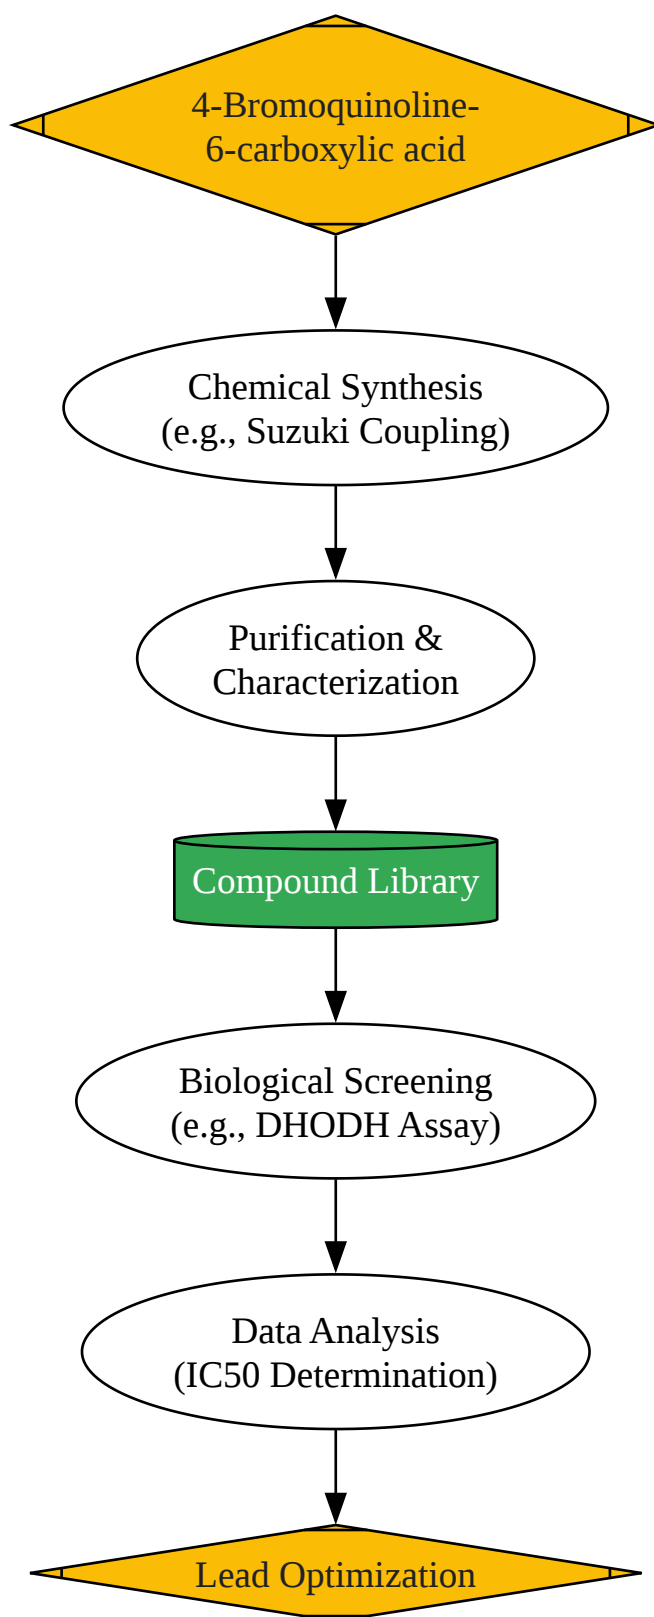 4-Bromoquinoline-
6-carboxylic acid
Chemical Synthesis
(e.g., Suzuki Coupling)
Purification &
Characterization
Compound Library
Biological Screening
(e.g., DHODH Assay)
Data Analysis
(IC50 Determination)
Lead Optimization